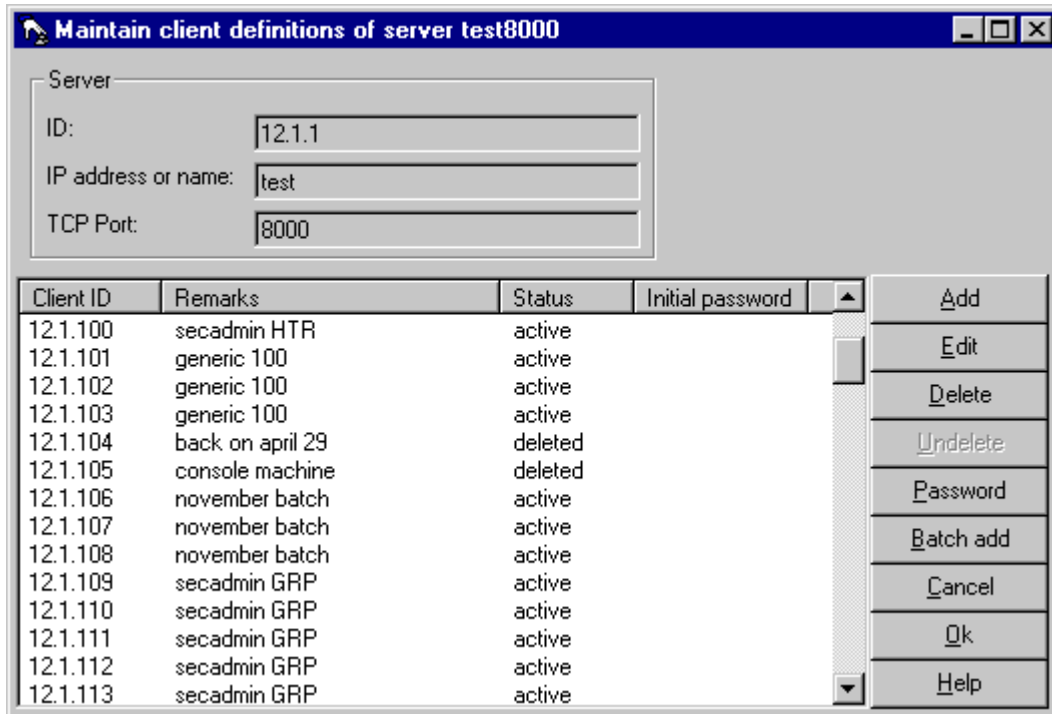 Maintain client definitions of server test8000
Server
ID: 12.1.1
IP address or name: test
TCP Port: 8000
Client ID Remarks Status Initial password
12.1.100 secadmin HTR active
12.1.101 generic 100 active
12.1.102 generic 100 active
12.1.103 generic 100 active
12.1.104 back on april 29 deleted
12.1.105 console machine deleted
12.1.106 november batch active
12.1.107 november batch active
12.1.108 november batch active
12.1.109 secadmin GRP active
12.1.110 secadmin GRP active
12.1.111 secadmin GRP active
12.1.112 secadmin GRP active
12.1.113 secadmin GRP active
Add
Edit
Delete
Undelete
Password
Batch add
Cancel
Ok
Help